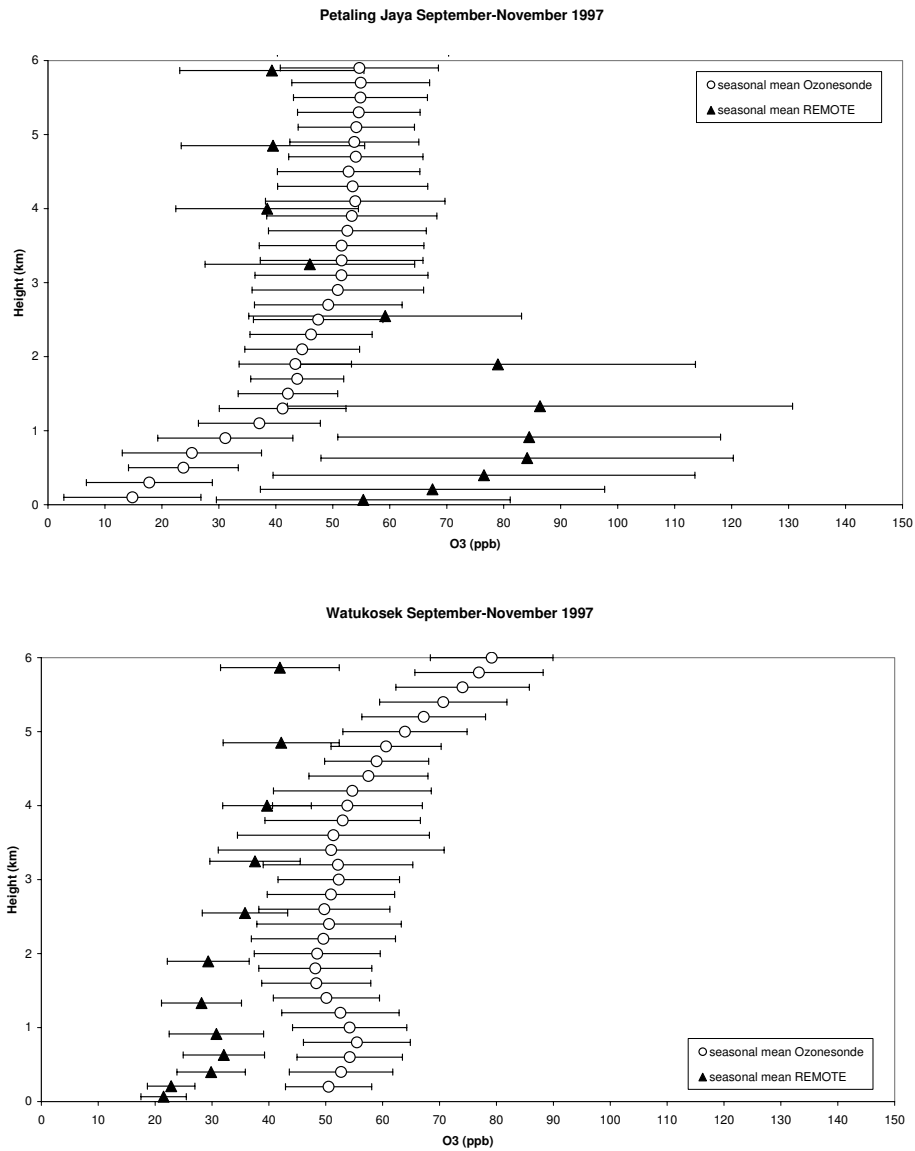 Petaling Jaya September-November 1997
6
5
4
3
2
1
0
Height (km)
seasonal mean Ozonesonde
seasonal mean REMOTE
0 10 20 30 40 50 60 70 80 90 100 110 120 130 140 150
O3 (ppb)
Watukosek September-November 1997
6
5
4
3
2
1
0
Height (km)
seasonal mean Ozonesonde
seasonal mean REMOTE
0 10 20 30 40 50 60 70 80 90 100 110 120 130 140 150
O3 (ppb)